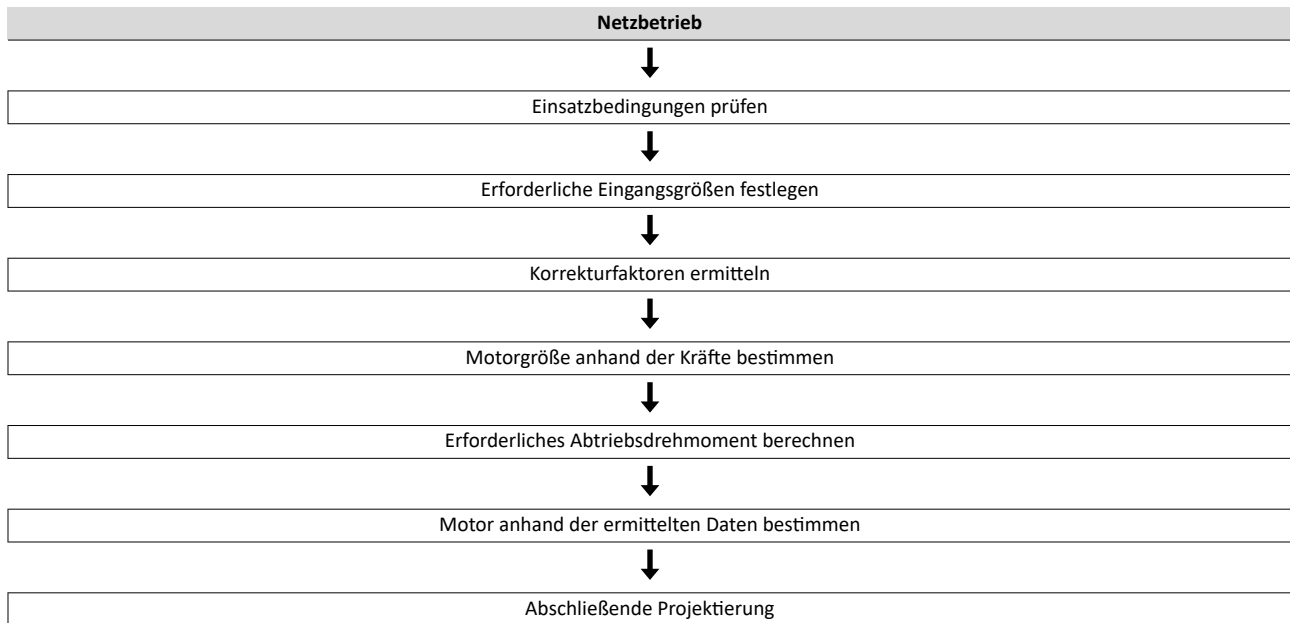 Netzbetrieb
Einsatzbedingungen prüfen
Erforderliche Eingangsgrößen festlegen
Korrekturfaktoren ermitteln
Motorgröße anhand der Kräfte bestimmen
Erforderliches Abtriebsdrehmoment berechnen
Motor anhand der ermittelten Daten bestimmen
Abschließende Projektierung